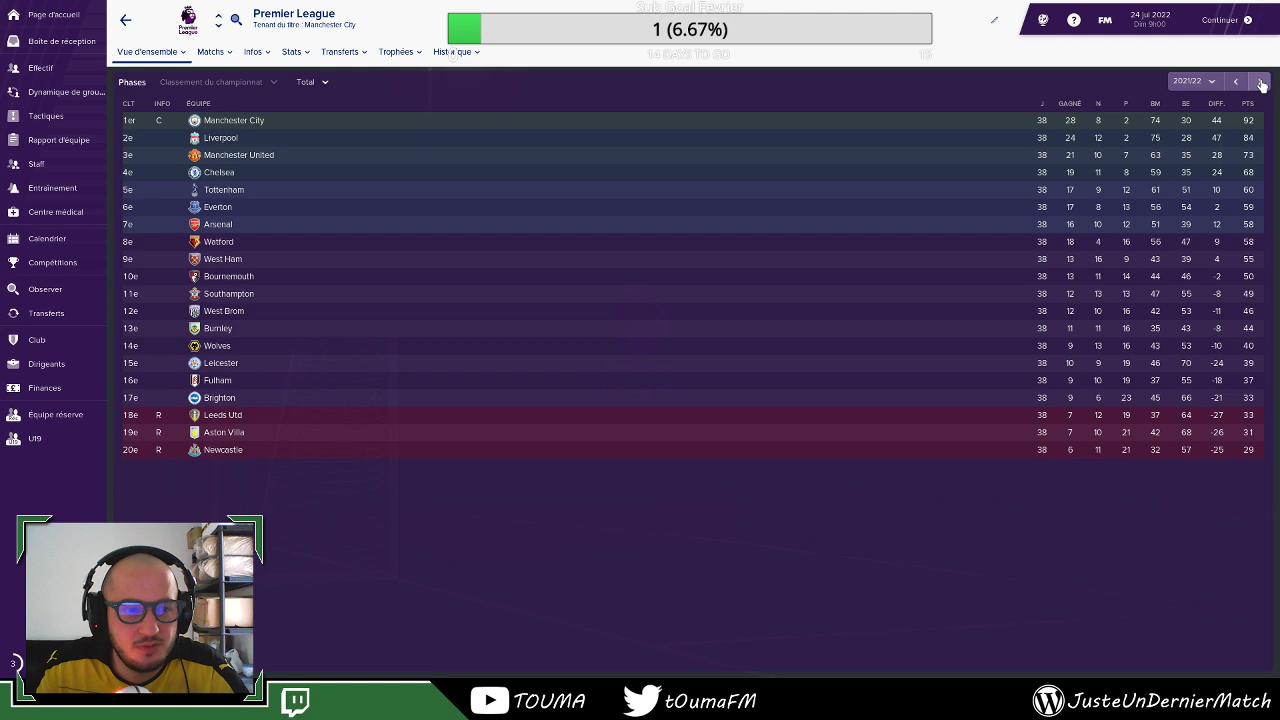 Page d'accueil
Boîte de réception
Effectif
Dynamique de grou...
Tactiques
Rapport d'équipe
Staff
Entraînement
Centre médical
Calendrier
Compétitions
Observer
Transferts
Club
Dirigeants
Finances
Équipe réserve
U19
3
Premier League
Tenant du titre : Manchester City
Sub Goal Fevrier
1 (6.67%)
0 14 DAYS TO GO 15
FM
24 jul 2022
Dim 9h00
Continuer
Vue d'ensemble Matchs Infos Stats Transferts Trophées Historique
Phases Classement du championnat Total 2021/22
CLT INFO ÉQUIPE J GAGNÉ N P BM BE DIFF. PTS
1er C Manchester City 38 28 8 2 74 30 44 92
2e Liverpool 38 24 12 2 75 28 47 84
3e Manchester United 38 21 10 7 63 35 28 73
4e Chelsea 38 19 11 8 59 35 24 68
5e Tottenham 38 17 9 12 61 51 10 60
6e Everton 38 17 8 13 56 54 2 59
7e Arsenal 38 16 10 12 51 39 12 58
8e Watford 38 18 4 16 56 47 9 58
9e West Ham 38 13 16 9 43 39 4 55
10e Bournemouth 38 13 11 14 44 46 -2 50
11e Southampton 38 12 13 13 47 55 -8 49
12e West Brom 38 12 10 16 42 53 -11 46
13e Burnley 38 11 11 16 35 43 -8 44
14e Wolves 38 9 13 16 43 53 -10 40
15e Leicester 38 10 9 19 46 70 -24 39
16e Fulham 38 9 10 19 37 55 -18 37
17e Brighton 38 9 6 23 45 66 -21 33
18e R Leeds Utd 38 7 12 19 37 64 -27 33
19e R Aston Villa 38 7 10 21 42 68 -26 31
20e R Newcastle 38 6 11 21 32 57 -25 29
TOUMA tOumaFM JusteUnDernierMatch